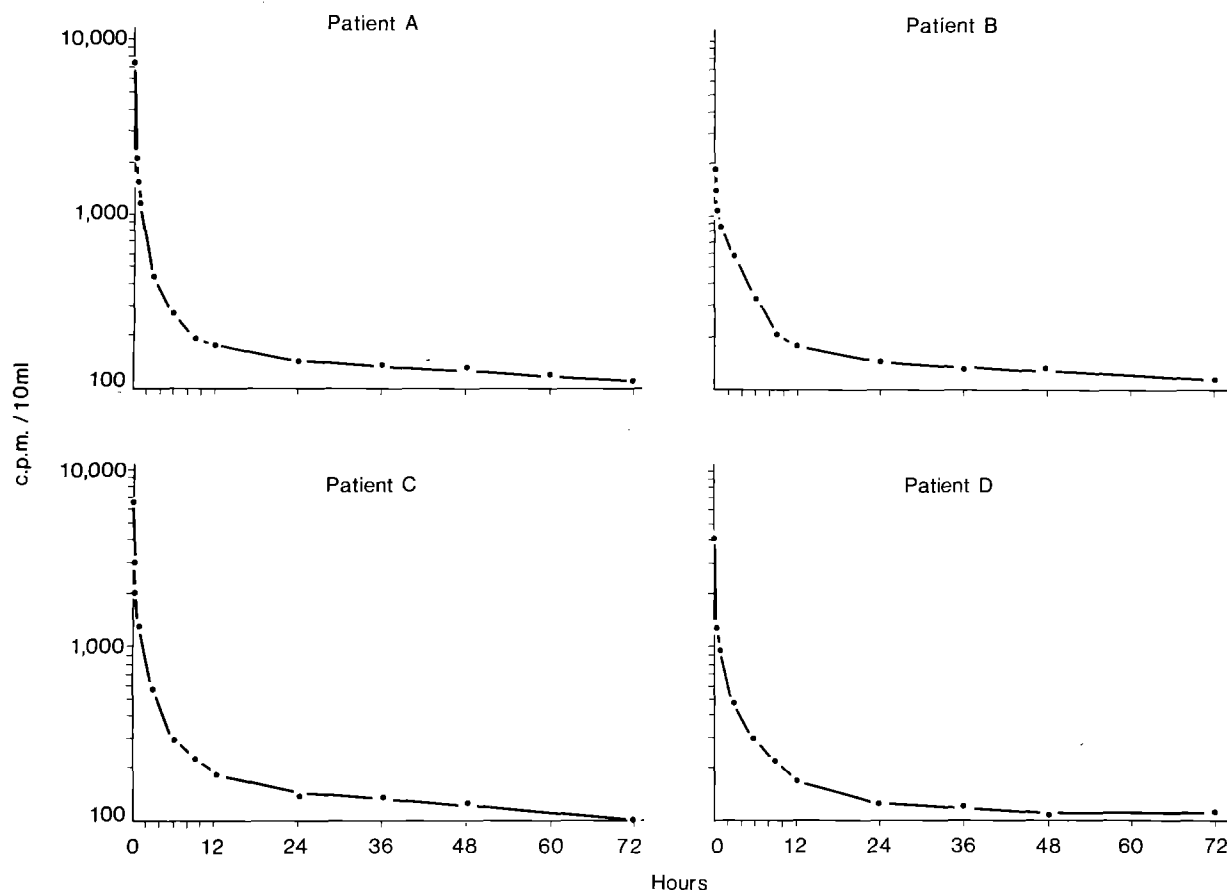 Patient A
Patient B
10,000
1,000
100
c.p.m. / 10ml
Patient C
Patient D
10,000
1,000
100
0 12 24 36 48 60 72
0 12 24 36 48 60 72
Hours